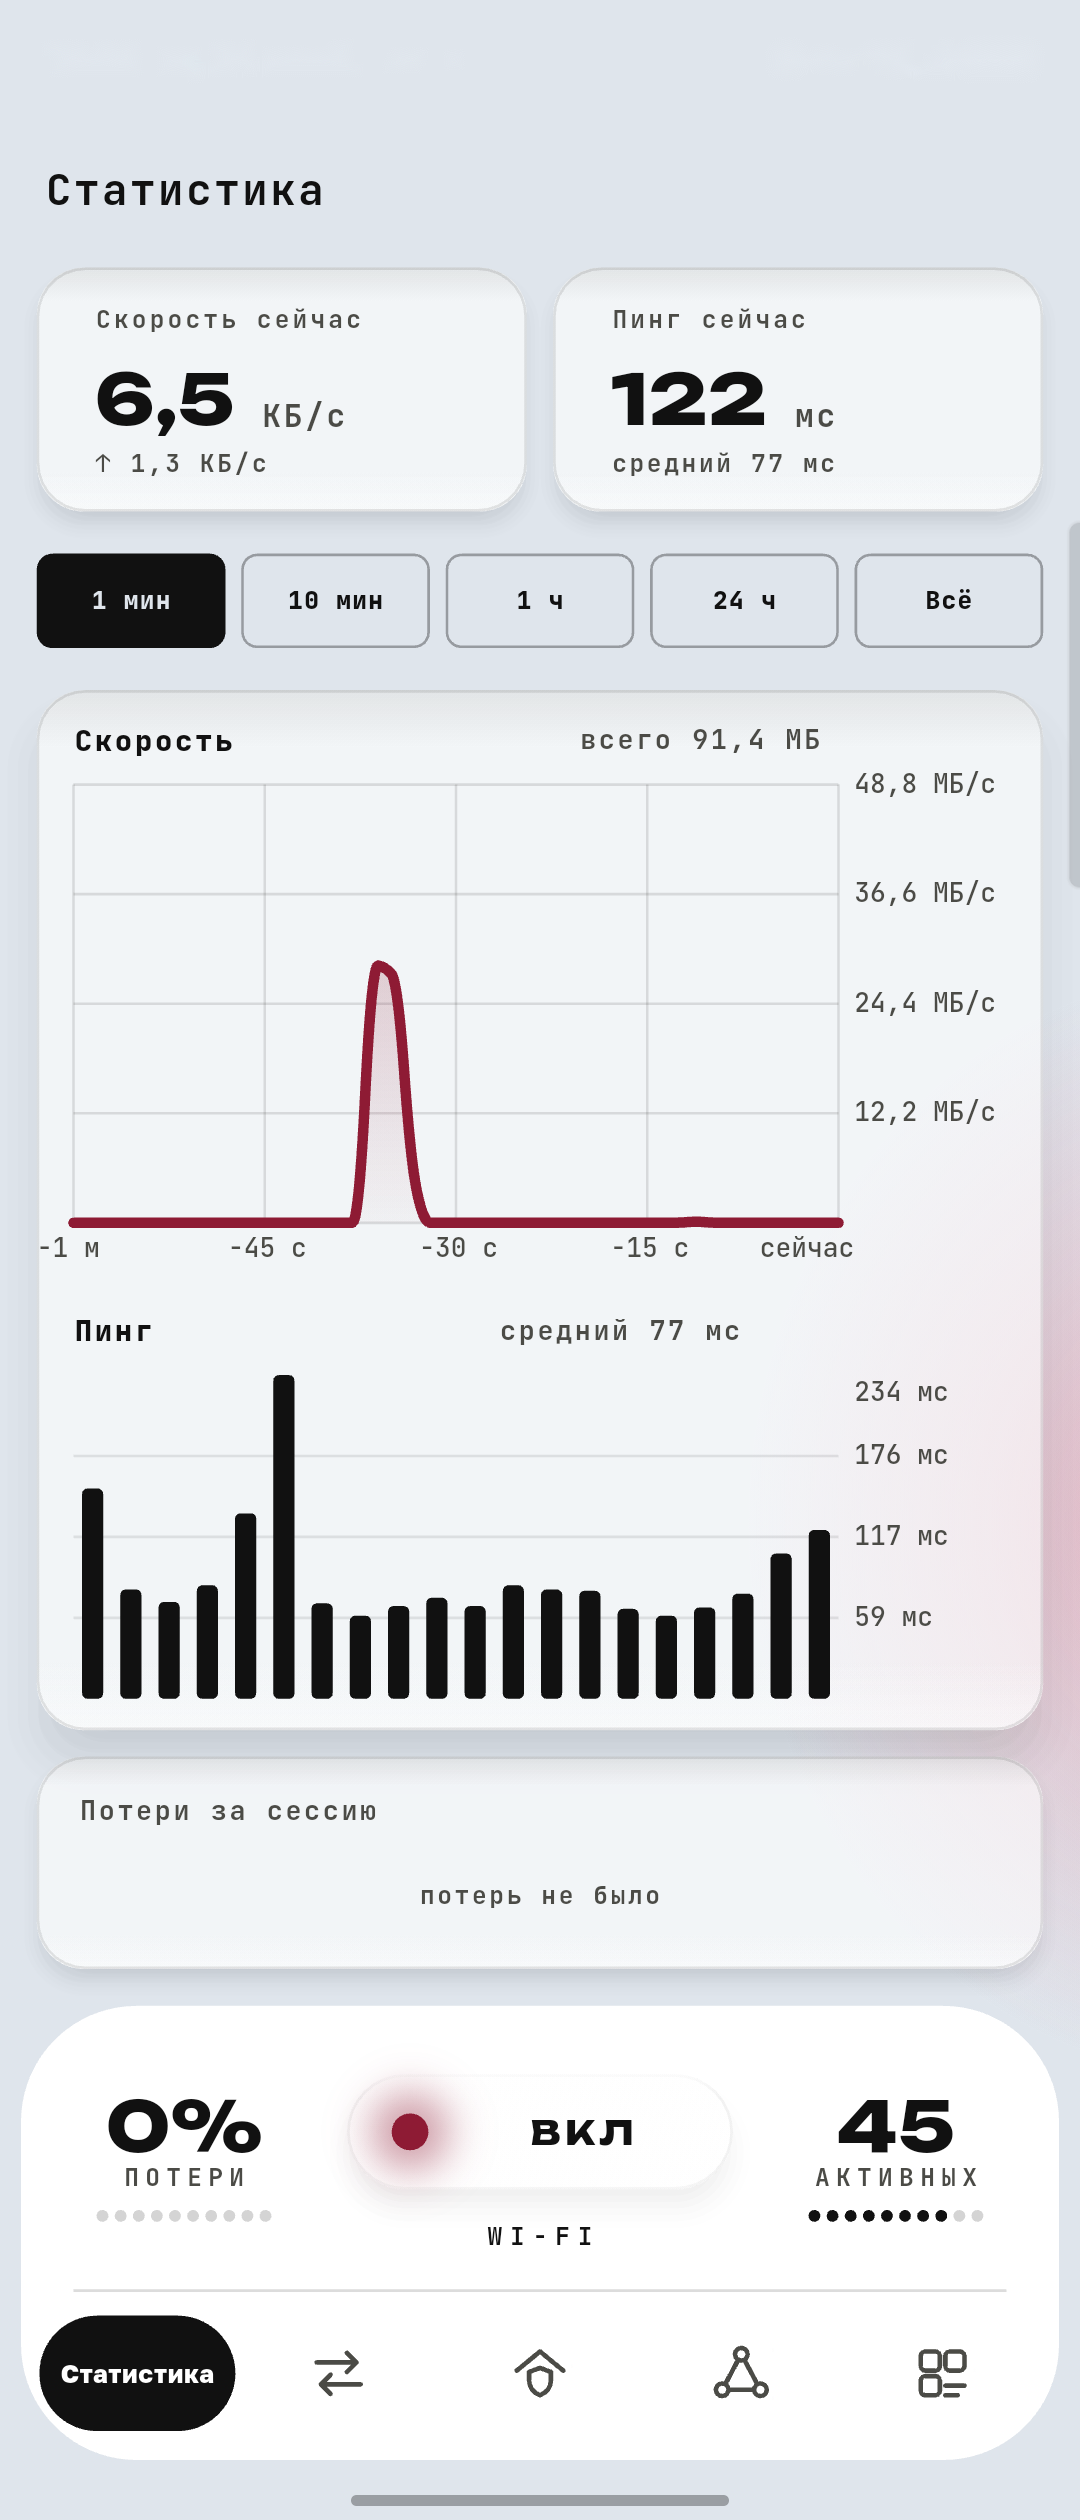 Статистика
Скорость сейчас
6,5 КБ/с
↑ 1,3 КБ/с
Пинг сейчас
122 мс
средний 77 мс
1 мин
10 мин
1 ч
24 ч
Всё
Скорость
всего 91,4 МБ
48,8 МБ/с
36,6 МБ/с
24,4 МБ/с
12,2 МБ/с
-1 м
-45 с
-30 с
-15 с
сейчас
Пинг
средний 77 мс
234 мс
176 мс
117 мс
59 мс
Потери за сессию
потерь не было
0%
ПОТЕРИ
ВКЛ
WI-FI
45
АКТИВНЫХ
Статистика